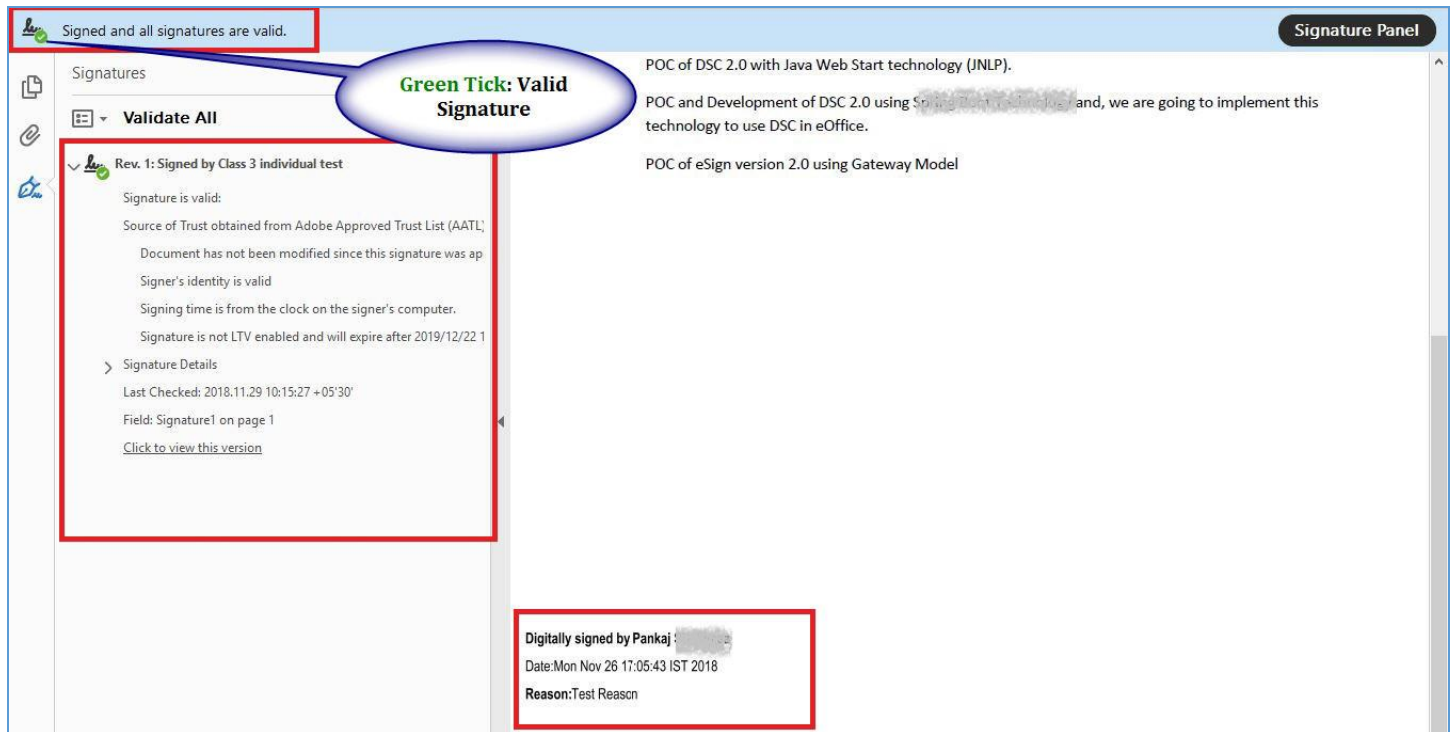 Signed and all signatures are valid.
Signature Panel
Green Tick: Valid
Signature
Signatures
Validate All
Rev. 1: Signed by Class 3 individual test
Signature is valid:
Source of Trust obtained from Adobe Approved Trust List (AATL)
Document has not been modified since this signature was ap
Signer's identity is valid
Signing time is from the clock on the signer's computer.
Signature is not LTV enabled and will expire after 2019/12/22 1
Signature Details
Last Checked: 2018.11.29 10:15:27 +05'30'
Field: Signature1 on page 1
Click to view this version
POC of DSC 2.0 with Java Web Start technology (JNLP).
POC and Development of DSC 2.0 using and, we are going to implement this
technology to use DSC in eOffice.
POC of eSign version 2.0 using Gateway Model
Digitally signed by Pankaj
Date:Mon Nov 26 17:05:43 IST 2018
Reason:Test Reason